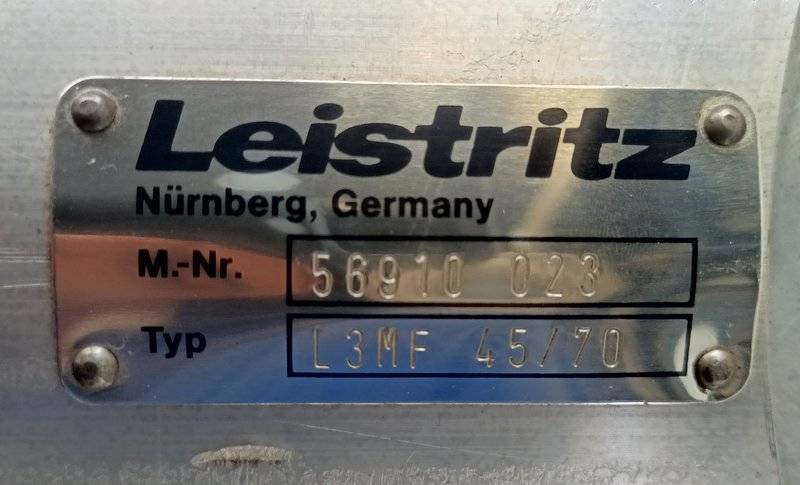 Leistritz
Nürnberg, Germany
M.-Nr. 56910 023
Typ L3MF 45/70